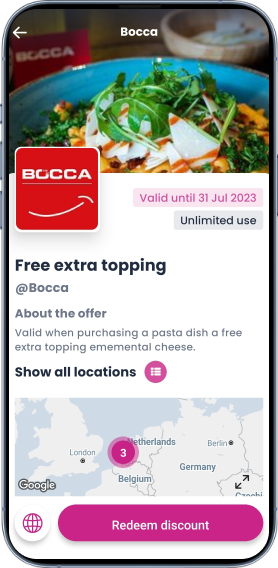 Bocca
BOCCA
BOCCA
Valid until 31 Jul 2023
Unlimited use
Free extra topping
@Bocca
About the offer
Valid when purchasing a pasta dish a free
extra topping emememental cheese.
Show all locations
Netherlands
Berlin
London
3
Germany
Belgium
Google
Czechi
Redeem discount